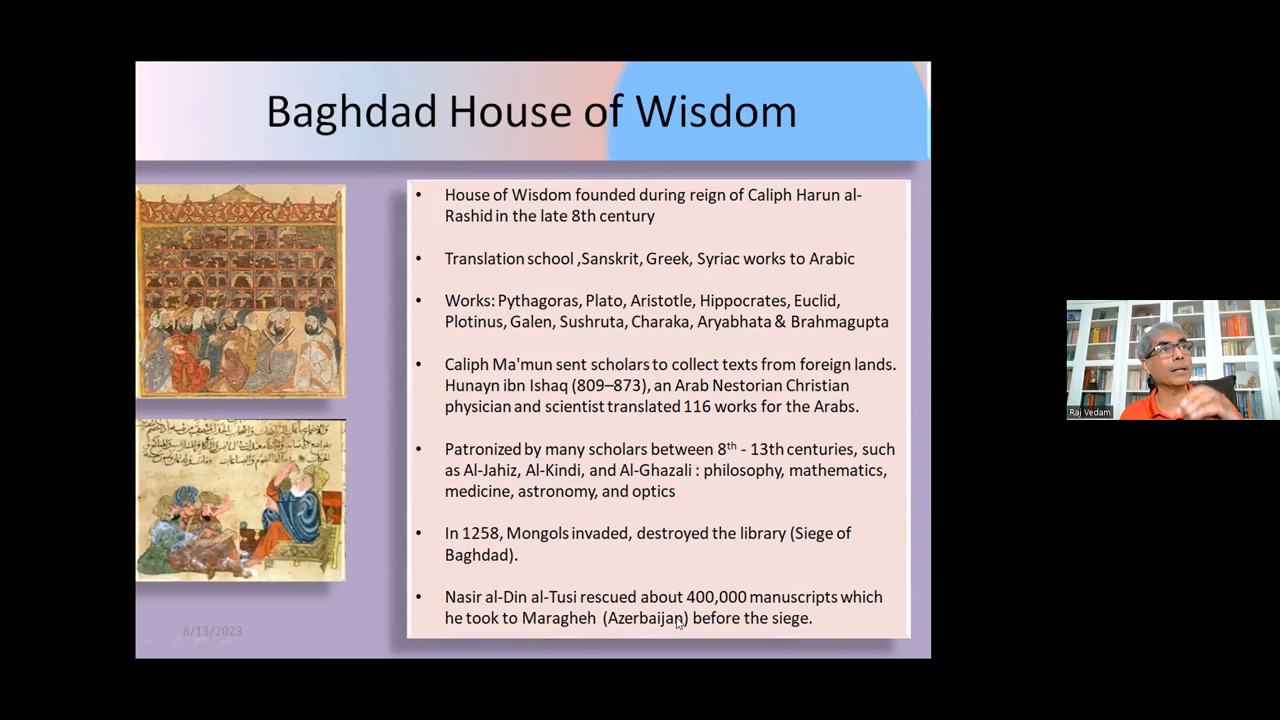 Baghdad House of Wisdom
• House of Wisdom founded during reign of Caliph Harun al-
Rashid in the late 8th century
• Translation school ,Sanskrit, Greek, Syriac works to Arabic
• Works: Pythagoras, Plato, Aristotle, Hippocrates, Euclid,
Plotinus, Galen, Sushruta, Charaka, Aryabhata & Brahmagupta
• Caliph Ma'mun sent scholars to collect texts from foreign lands.
Hunayn ibn Ishaq (809–873), an Arab Nestorian Christian
physician and scientist translated 116 works for the Arabs.
• Patronized by many scholars between 8th - 13th centuries, such
as Al-Jahiz, Al-Kindi, and Al-Ghazali : philosophy, mathematics,
medicine, astronomy, and optics
• In 1258, Mongols invaded, destroyed the library (Siege of
Baghdad).
• Nasir al-Din al-Tusi rescued about 400,000 manuscripts which
he took to Maragheh (Azerbaijan) before the siege.
8/13/2023
Raj Vedam